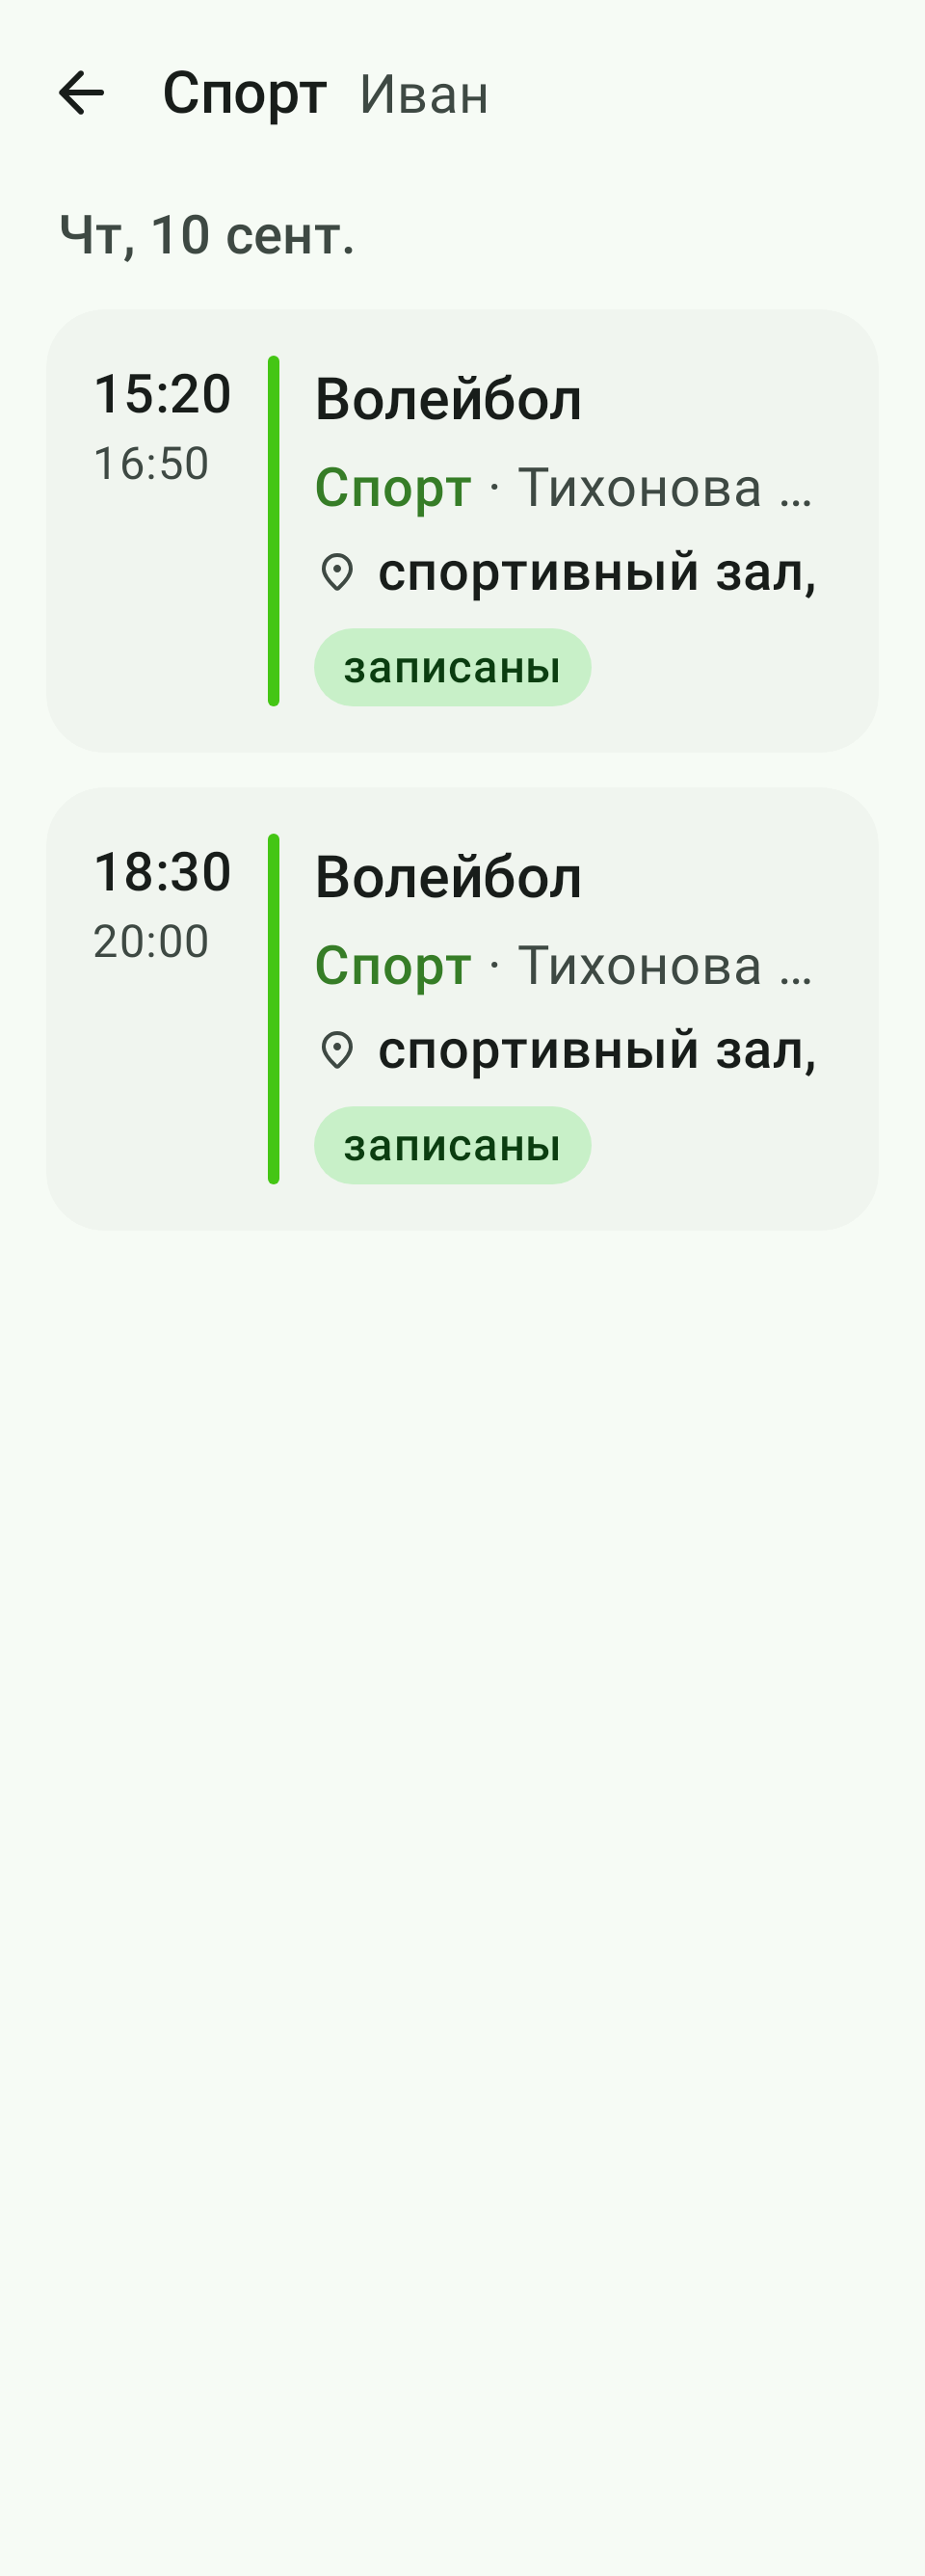 Спорт Иван
Чт, 10 сент.
15:20
16:50
Волейбол
Спорт · Тихонова ...
спортивный зал,
записаны
18:30
20:00
Волейбол
Спорт · Тихонова ...
спортивный зал,
записаны